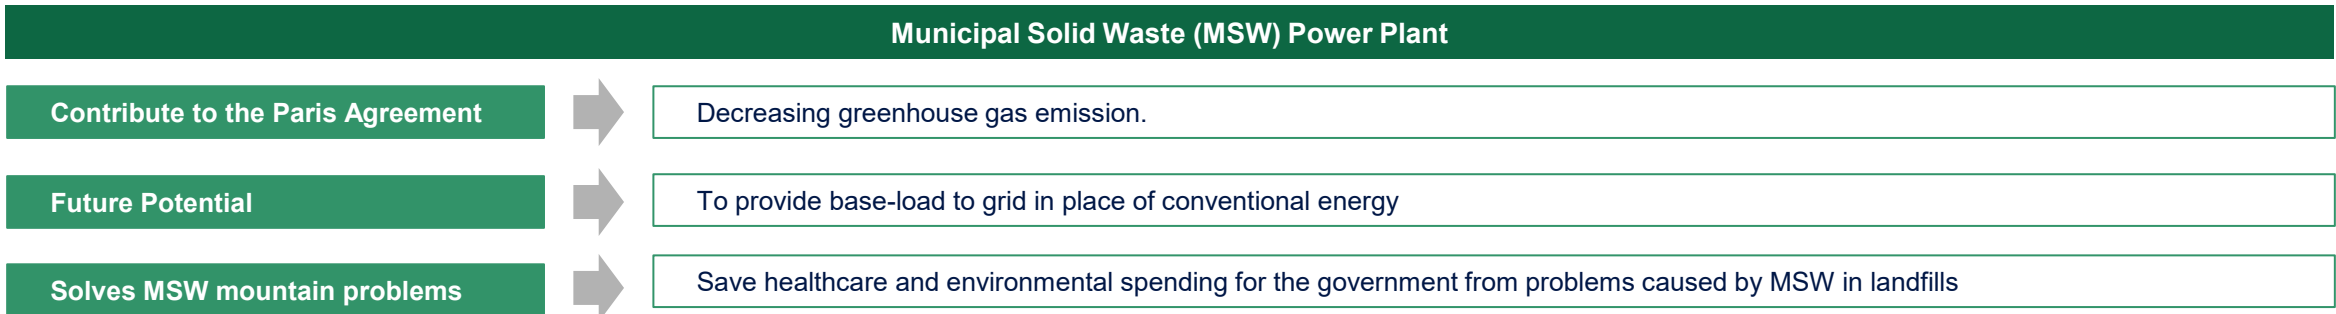 Municipal Solid Waste (MSW) Power Plant
Contribute to the Paris Agreement
Decreasing greenhouse gas emission.
Future Potential
To provide base-load to grid in place of conventional energy
Solves MSW mountain problems
Save healthcare and environmental spending for the government from problems caused by MSW in landfills